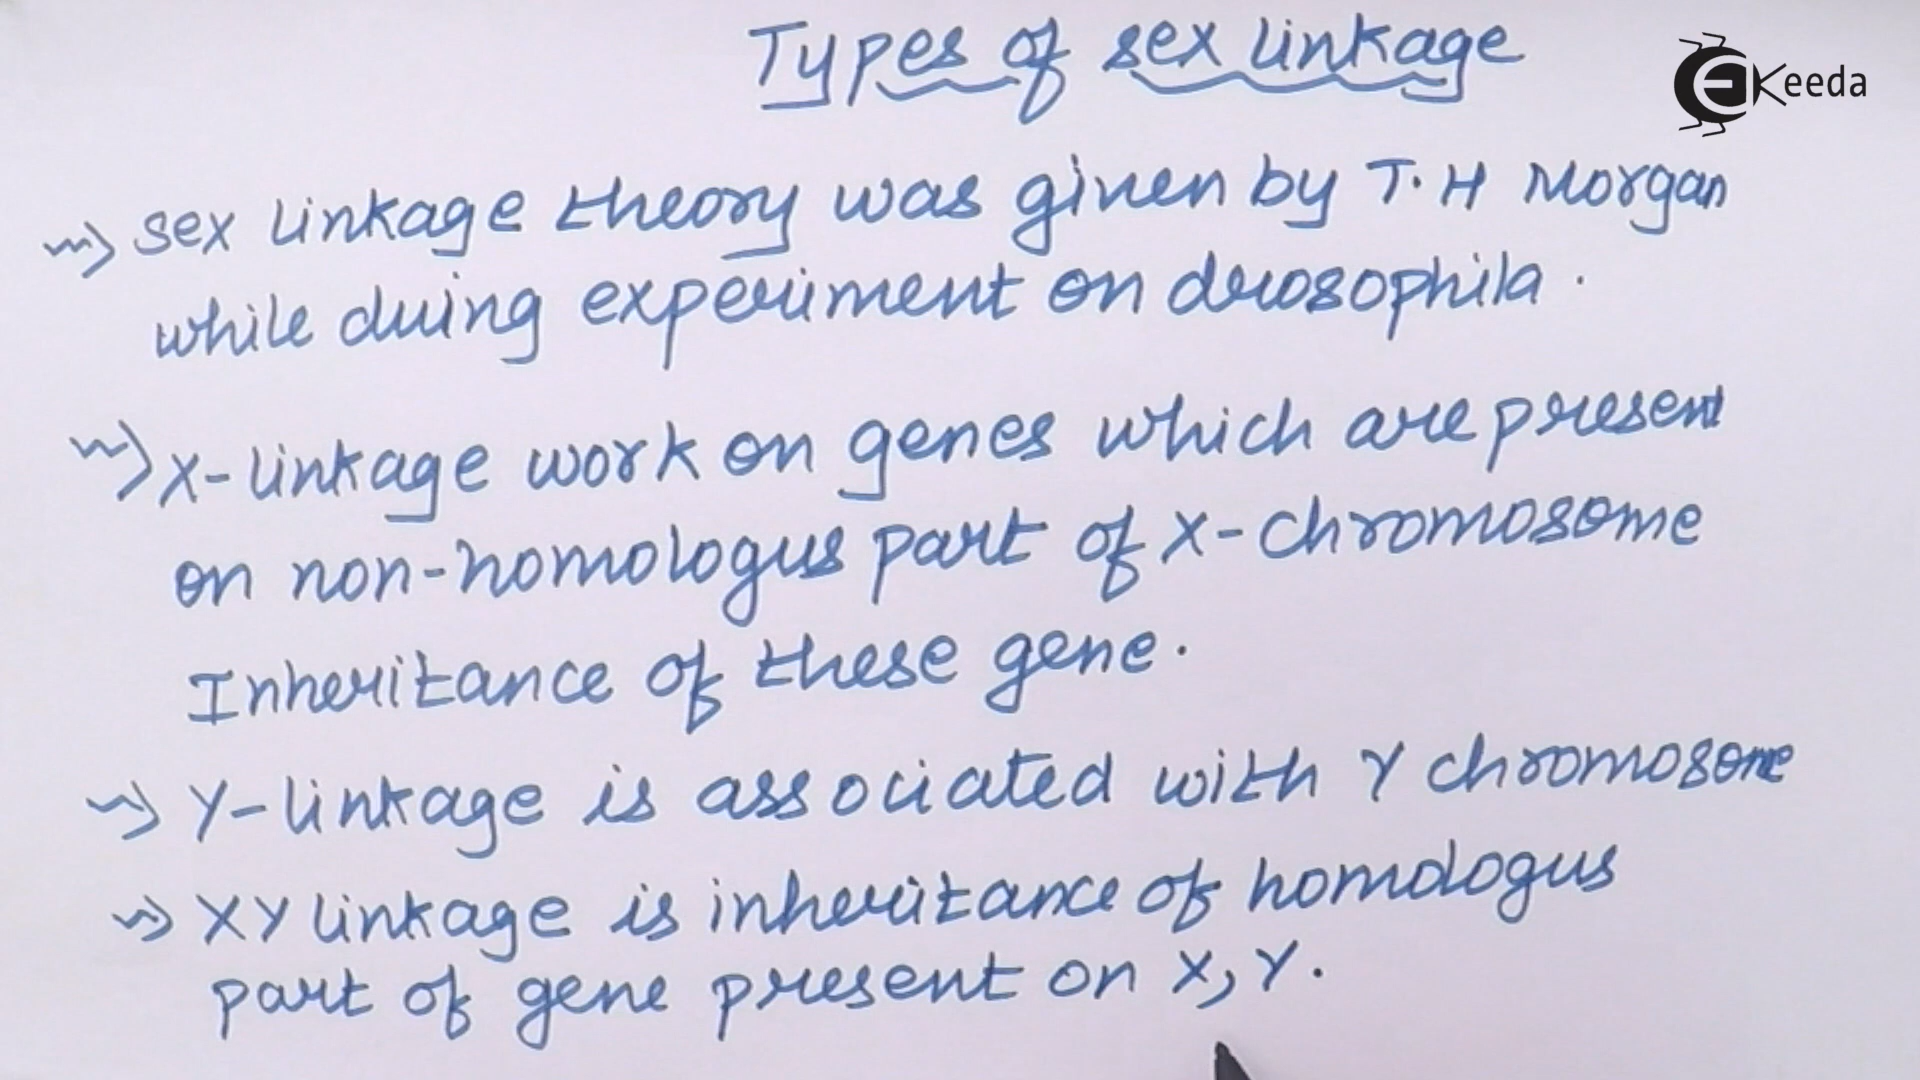 Types of sex linkage
EKeeda
⇝ sex linkage theory was given by T.H Morgan
while duing experiment on drosophila.
⇝ X-linkage work on genes which are present
on non-homologus part of X-chromosome
Inheritance of these gene.
⇝ Y-linkage is associated with Y chromosome
⇝ XY linkage is inheritance of homologus
part of gene present on X, Y.